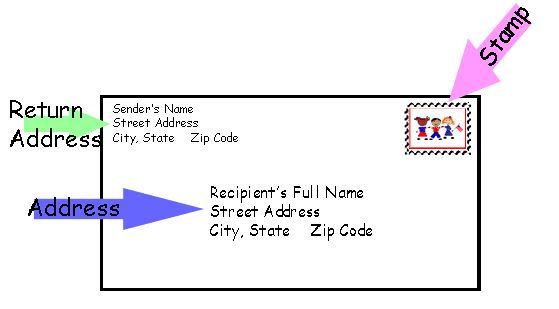 Stamp
Return
Address
Sender's Name
Street Address
City, State Zip Code
Address
Recipient's Full Name
Street Address
City, State Zip Code